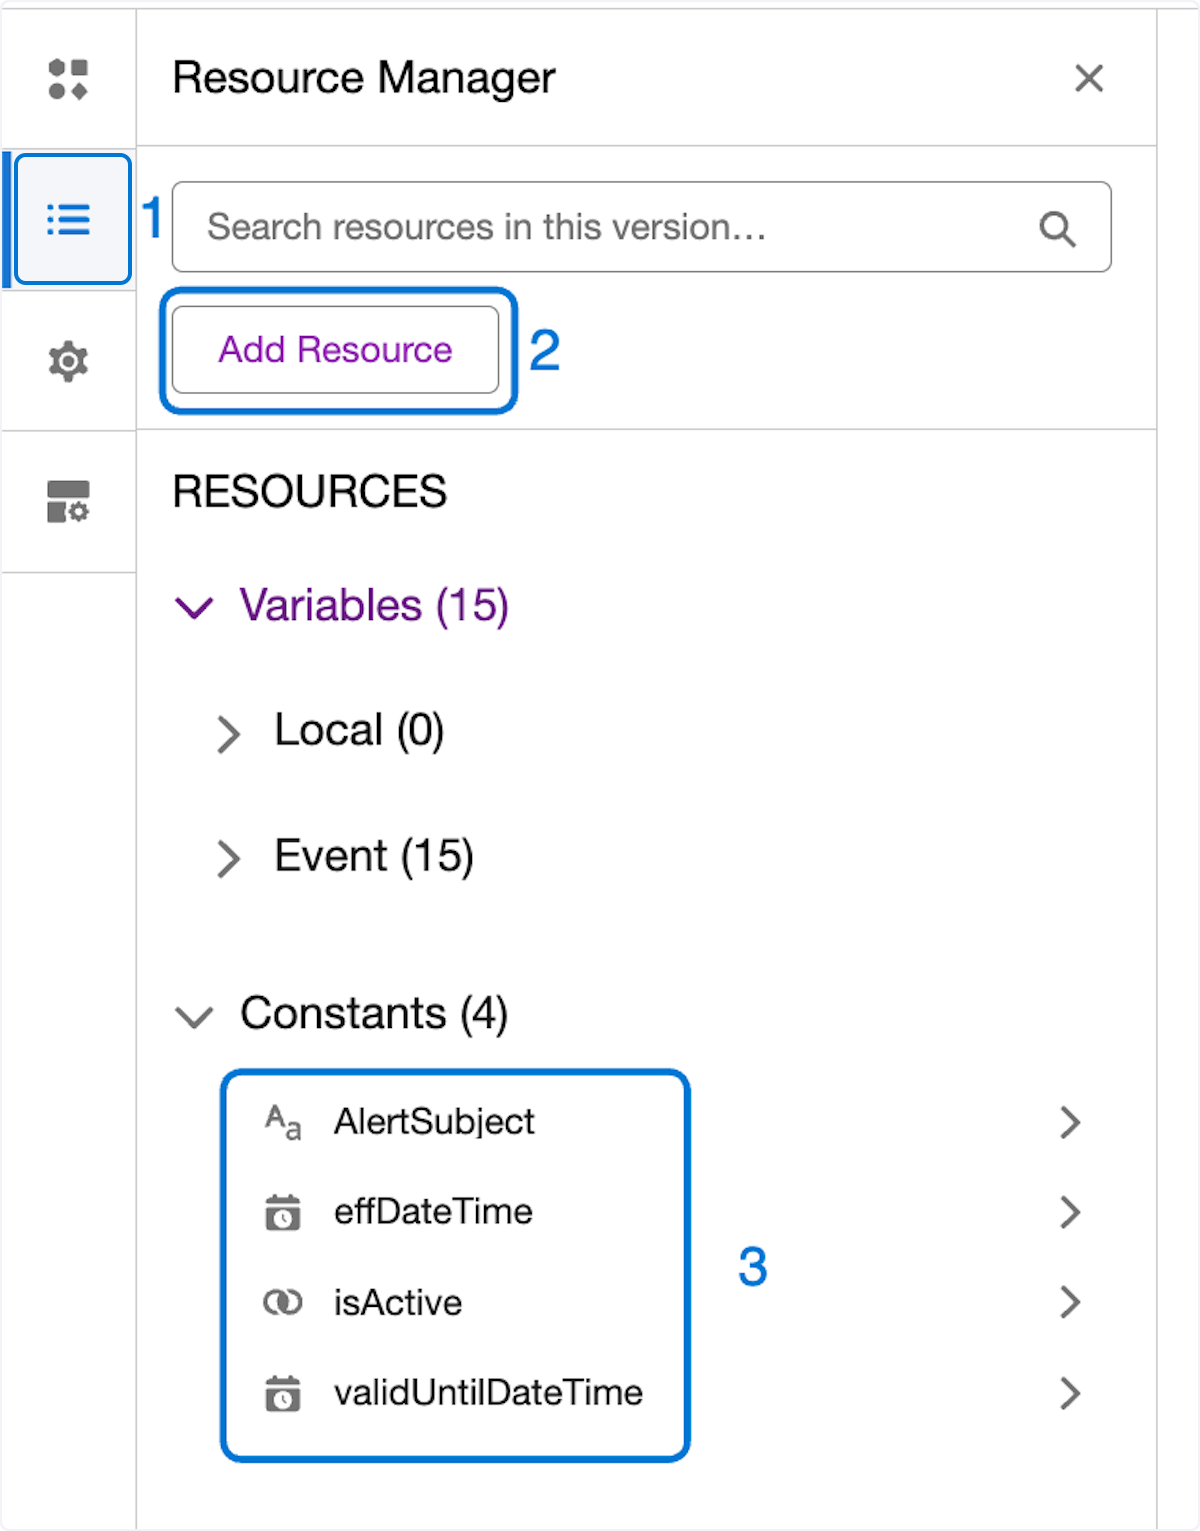 Resource Manager
1
Search resources in this version...
Add Resource
2
RESOURCES
Variables (15)
Local (0)
Event (15)
Constants (4)
AlertSubject
effDateTime
isActive
validUntilDateTime
3